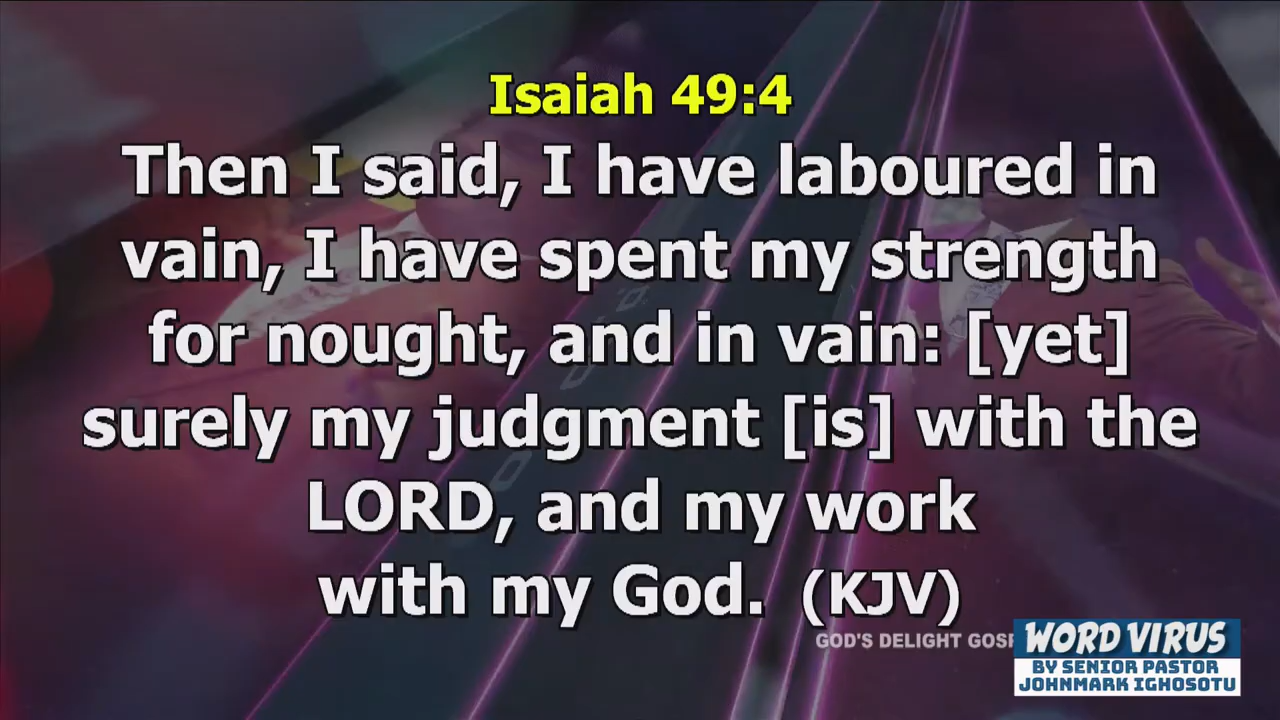 Isaiah 49:4
Then I said, I have laboured in
vain, I have spent my strength
for nought, and in vain: [yet]
surely my judgment [is] with the
LORD, and my work
with my God. (KJV)
GOD'S DELIGHT
WORD VIRUS
BY SENIOR PASTOR
JOHNMARK IGHOSOTU